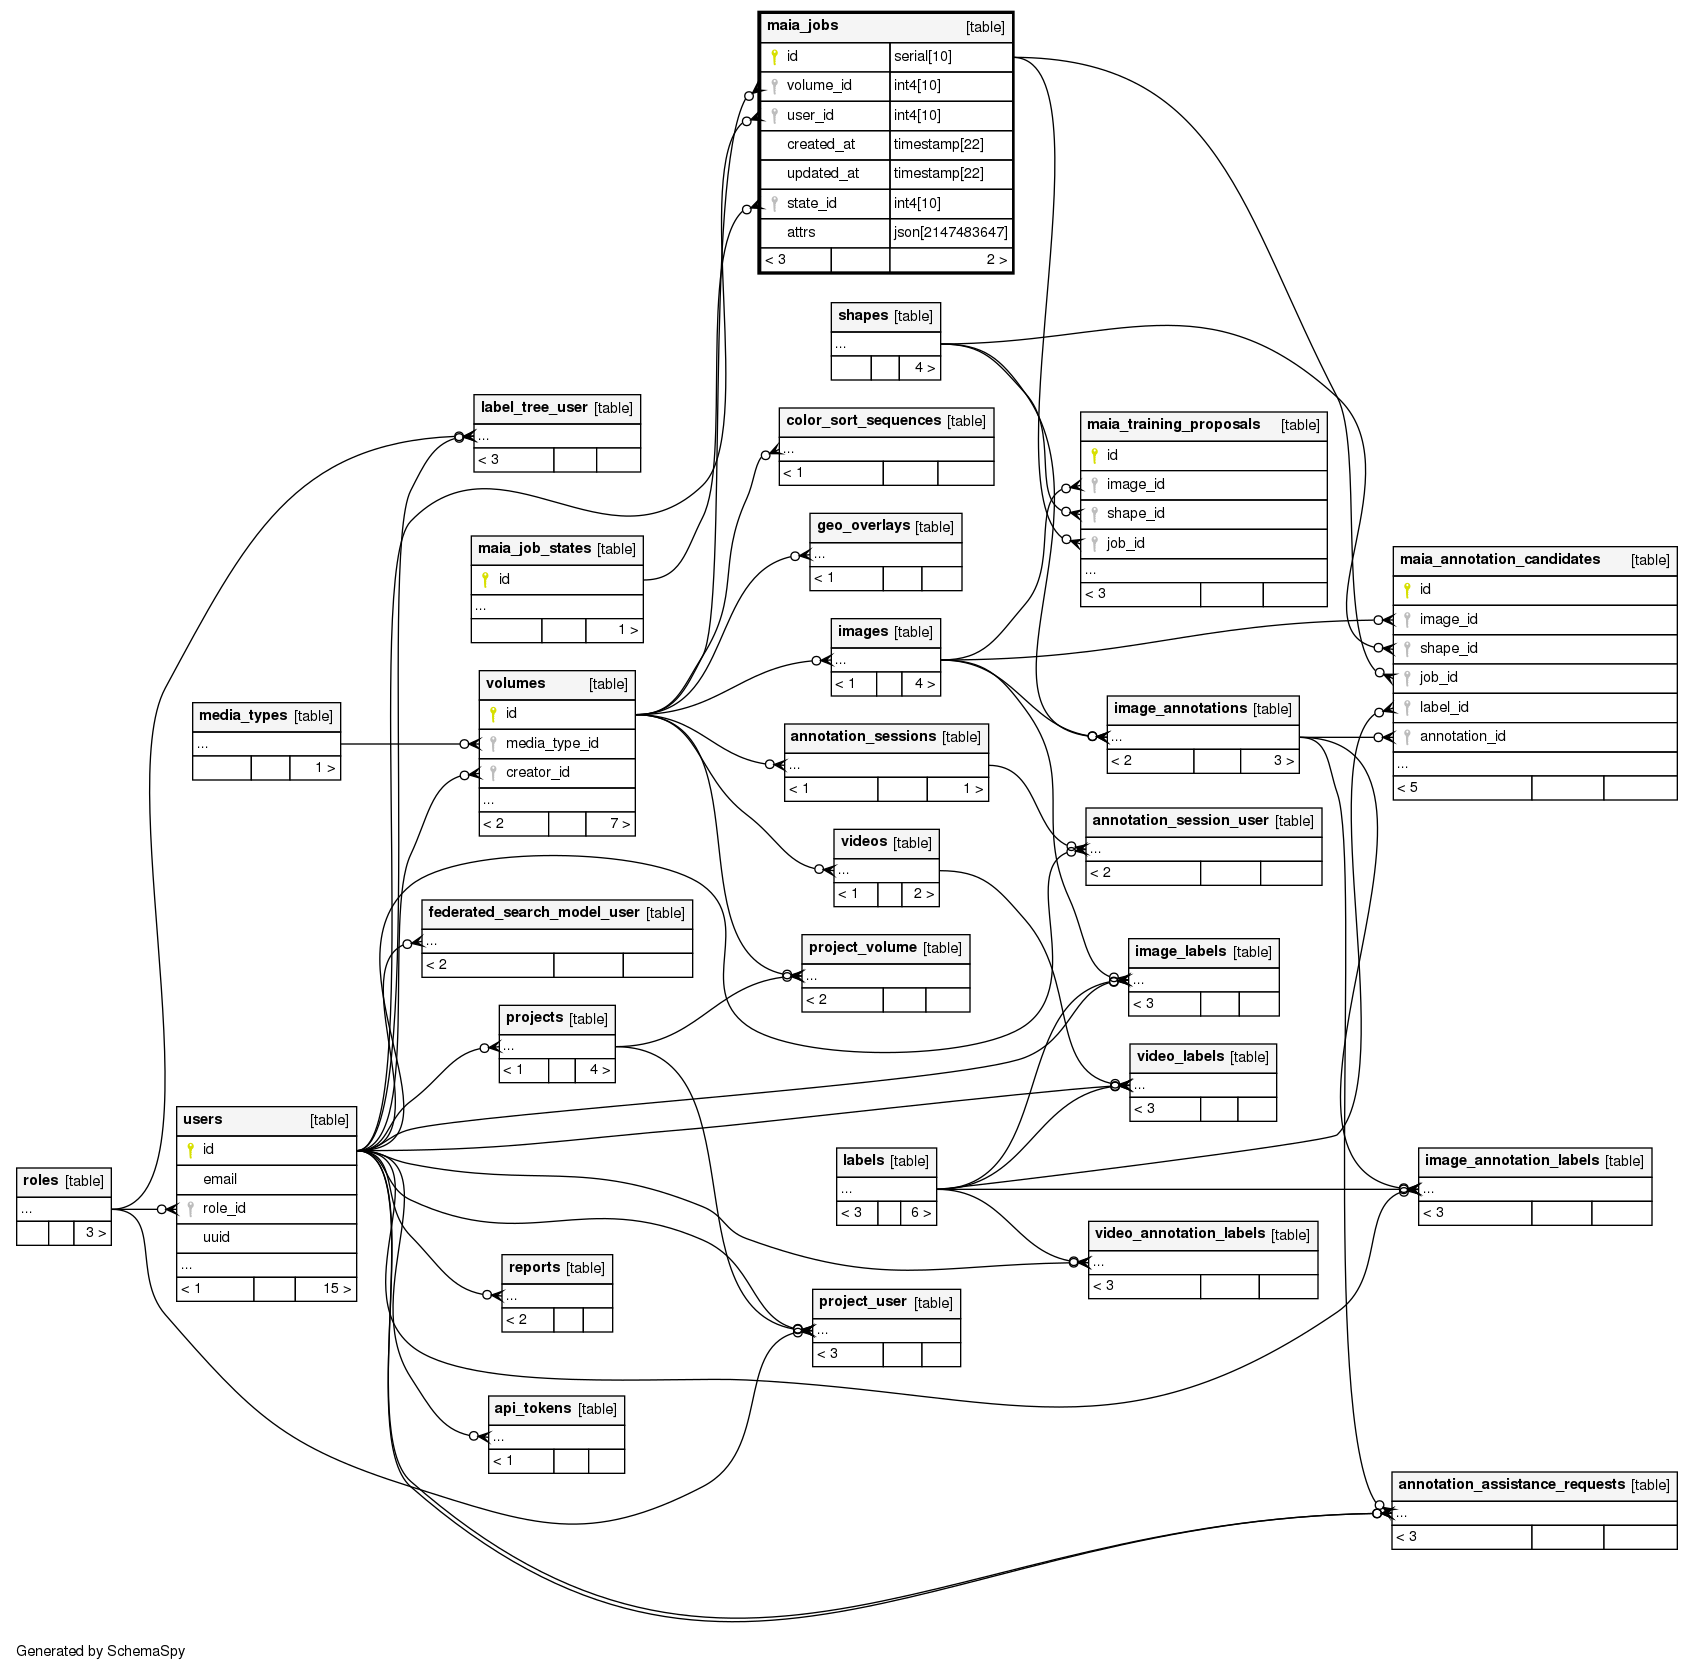 maia_jobs [table]
id serial[10]
volume_id int4[10]
user_id int4[10]
created_at timestamp[22]
updated_at timestamp[22]
state_id int4[10]
attrs json[2147483647]
< 3 2 >
shapes [table]
...
4 >
label_tree_user [table]
...
< 3
color_sort_sequences [table]
...
< 1
maia_training_proposals [table]
id
image_id
shape_id
job_id
...
< 3
geo_overlays [table]
...
< 1
maia_job_states [table]
id
...
1 >
maia_annotation_candidates [table]
id
image_id
shape_id
job_id
label_id
annotation_id
...
< 5
images [table]
...
< 1 4 >
volumes [table]
id
media_type_id
creator_id
...
< 2 7 >
media_types [table]
...
1 >
image_annotations [table]
...
< 2 3 >
annotation_sessions [table]
...
< 1 1 >
annotation_session_user [table]
...
< 2
videos [table]
...
< 1 2 >
federated_search_model_user [table]
...
< 2
project_volume [table]
...
< 2
image_labels [table]
...
< 3
projects [table]
...
< 1 4 >
video_labels [table]
...
< 3
users [table]
id
email
role_id
uuid
...
< 1 15 >
roles [table]
...
3 >
labels [table]
...
< 3 6 >
image_annotation_labels [table]
...
< 3
video_annotation_labels [table]
...
< 3
reports [table]
...
< 2
project_user [table]
...
< 3
api_tokens [table]
...
< 1
annotation_assistance_requests [table]
...
< 3
Generated by SchemaSpy